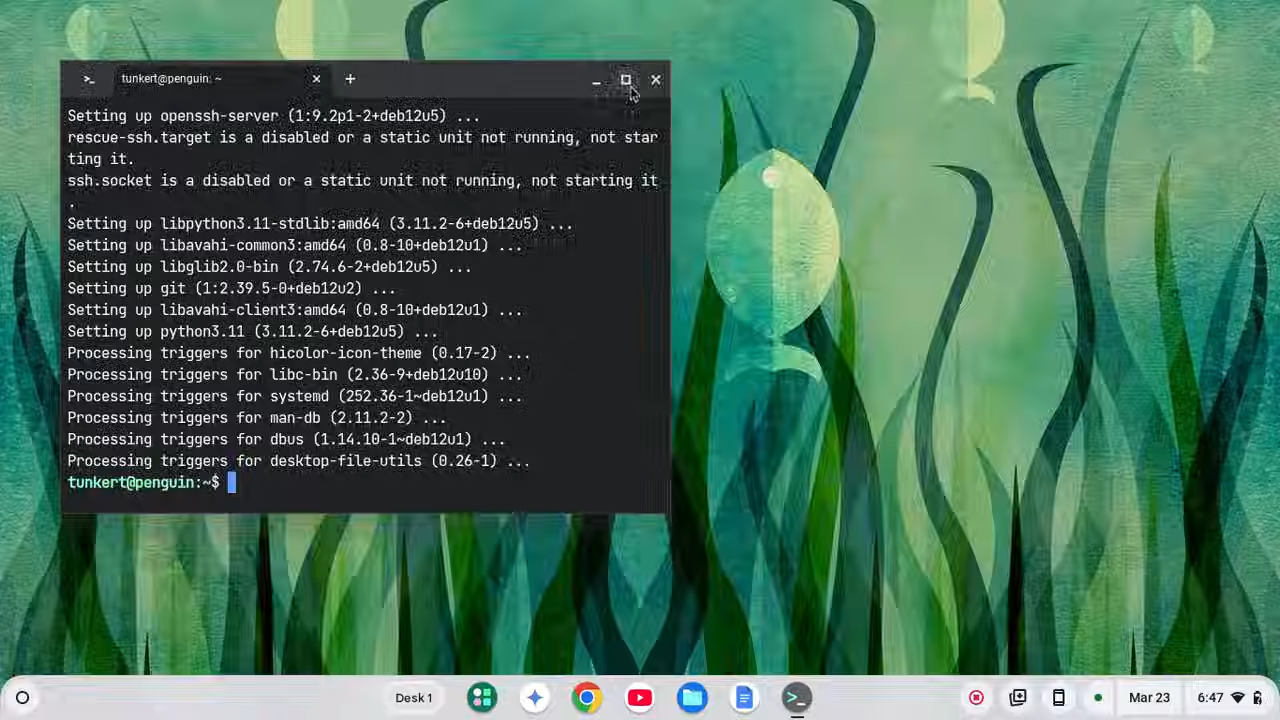 tunkert@penguin: ~
Setting up openssh-server (1:9.2p1-2+deb12u5) ...
rescue-ssh.target is a disabled or a static unit not running, not star
ting it.
ssh.socket is a disabled or a static unit not running, not starting it
.
Setting up libpython3.11-stdlib:amd64 (3.11.2-6+deb12u5) ...
Setting up libavahi-common3:amd64 (0.8-10+deb12u1) ...
Setting up libglib2.0-bin (2.74.6-2+deb12u5) ...
Setting up git (1:2.39.5-0+deb12u2) ...
Setting up libavahi-client3:amd64 (0.8-10+deb12u1) ...
Setting up python3.11 (3.11.2-6+deb12u5) ...
Processing triggers for hicolor-icon-theme (0.17-2) ...
Processing triggers for libc-bin (2.36-9+deb12u10) ...
Processing triggers for systemd (252.36-1~deb12u1) ...
Processing triggers for man-db (2.11.2-2) ...
Processing triggers for dbus (1.14.10-1~deb12u1) ...
Processing triggers for desktop-file-utils (0.26-1) ...
tunkert@penguin:~$
Desk 1
Mar 23
6:47